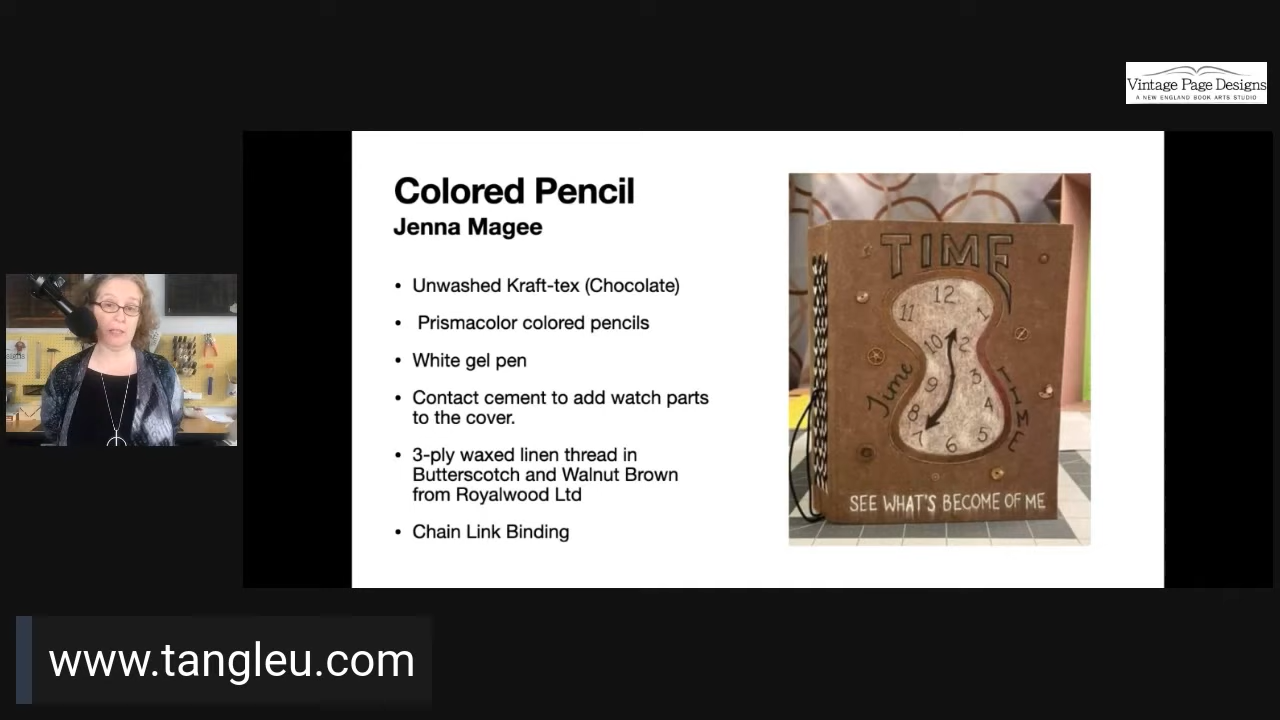 Vintage Page Designs
A NEW ENGLAND BOOK ARTS STUDIO
Colored Pencil
Jenna Magee
• Unwashed Kraft-tex (Chocolate)
• Prismacolor colored pencils
• White gel pen
• Contact cement to add watch parts
to the cover.
• 3-ply waxed linen thread in
Butterscotch and Walnut Brown
from Royalwood Ltd
• Chain Link Binding
TIME
12
11
1
10
2
9
3
8
4
7
6
5
Time
TIME
SEE WHAT'S BECOME OF ME
www.tangleu.com